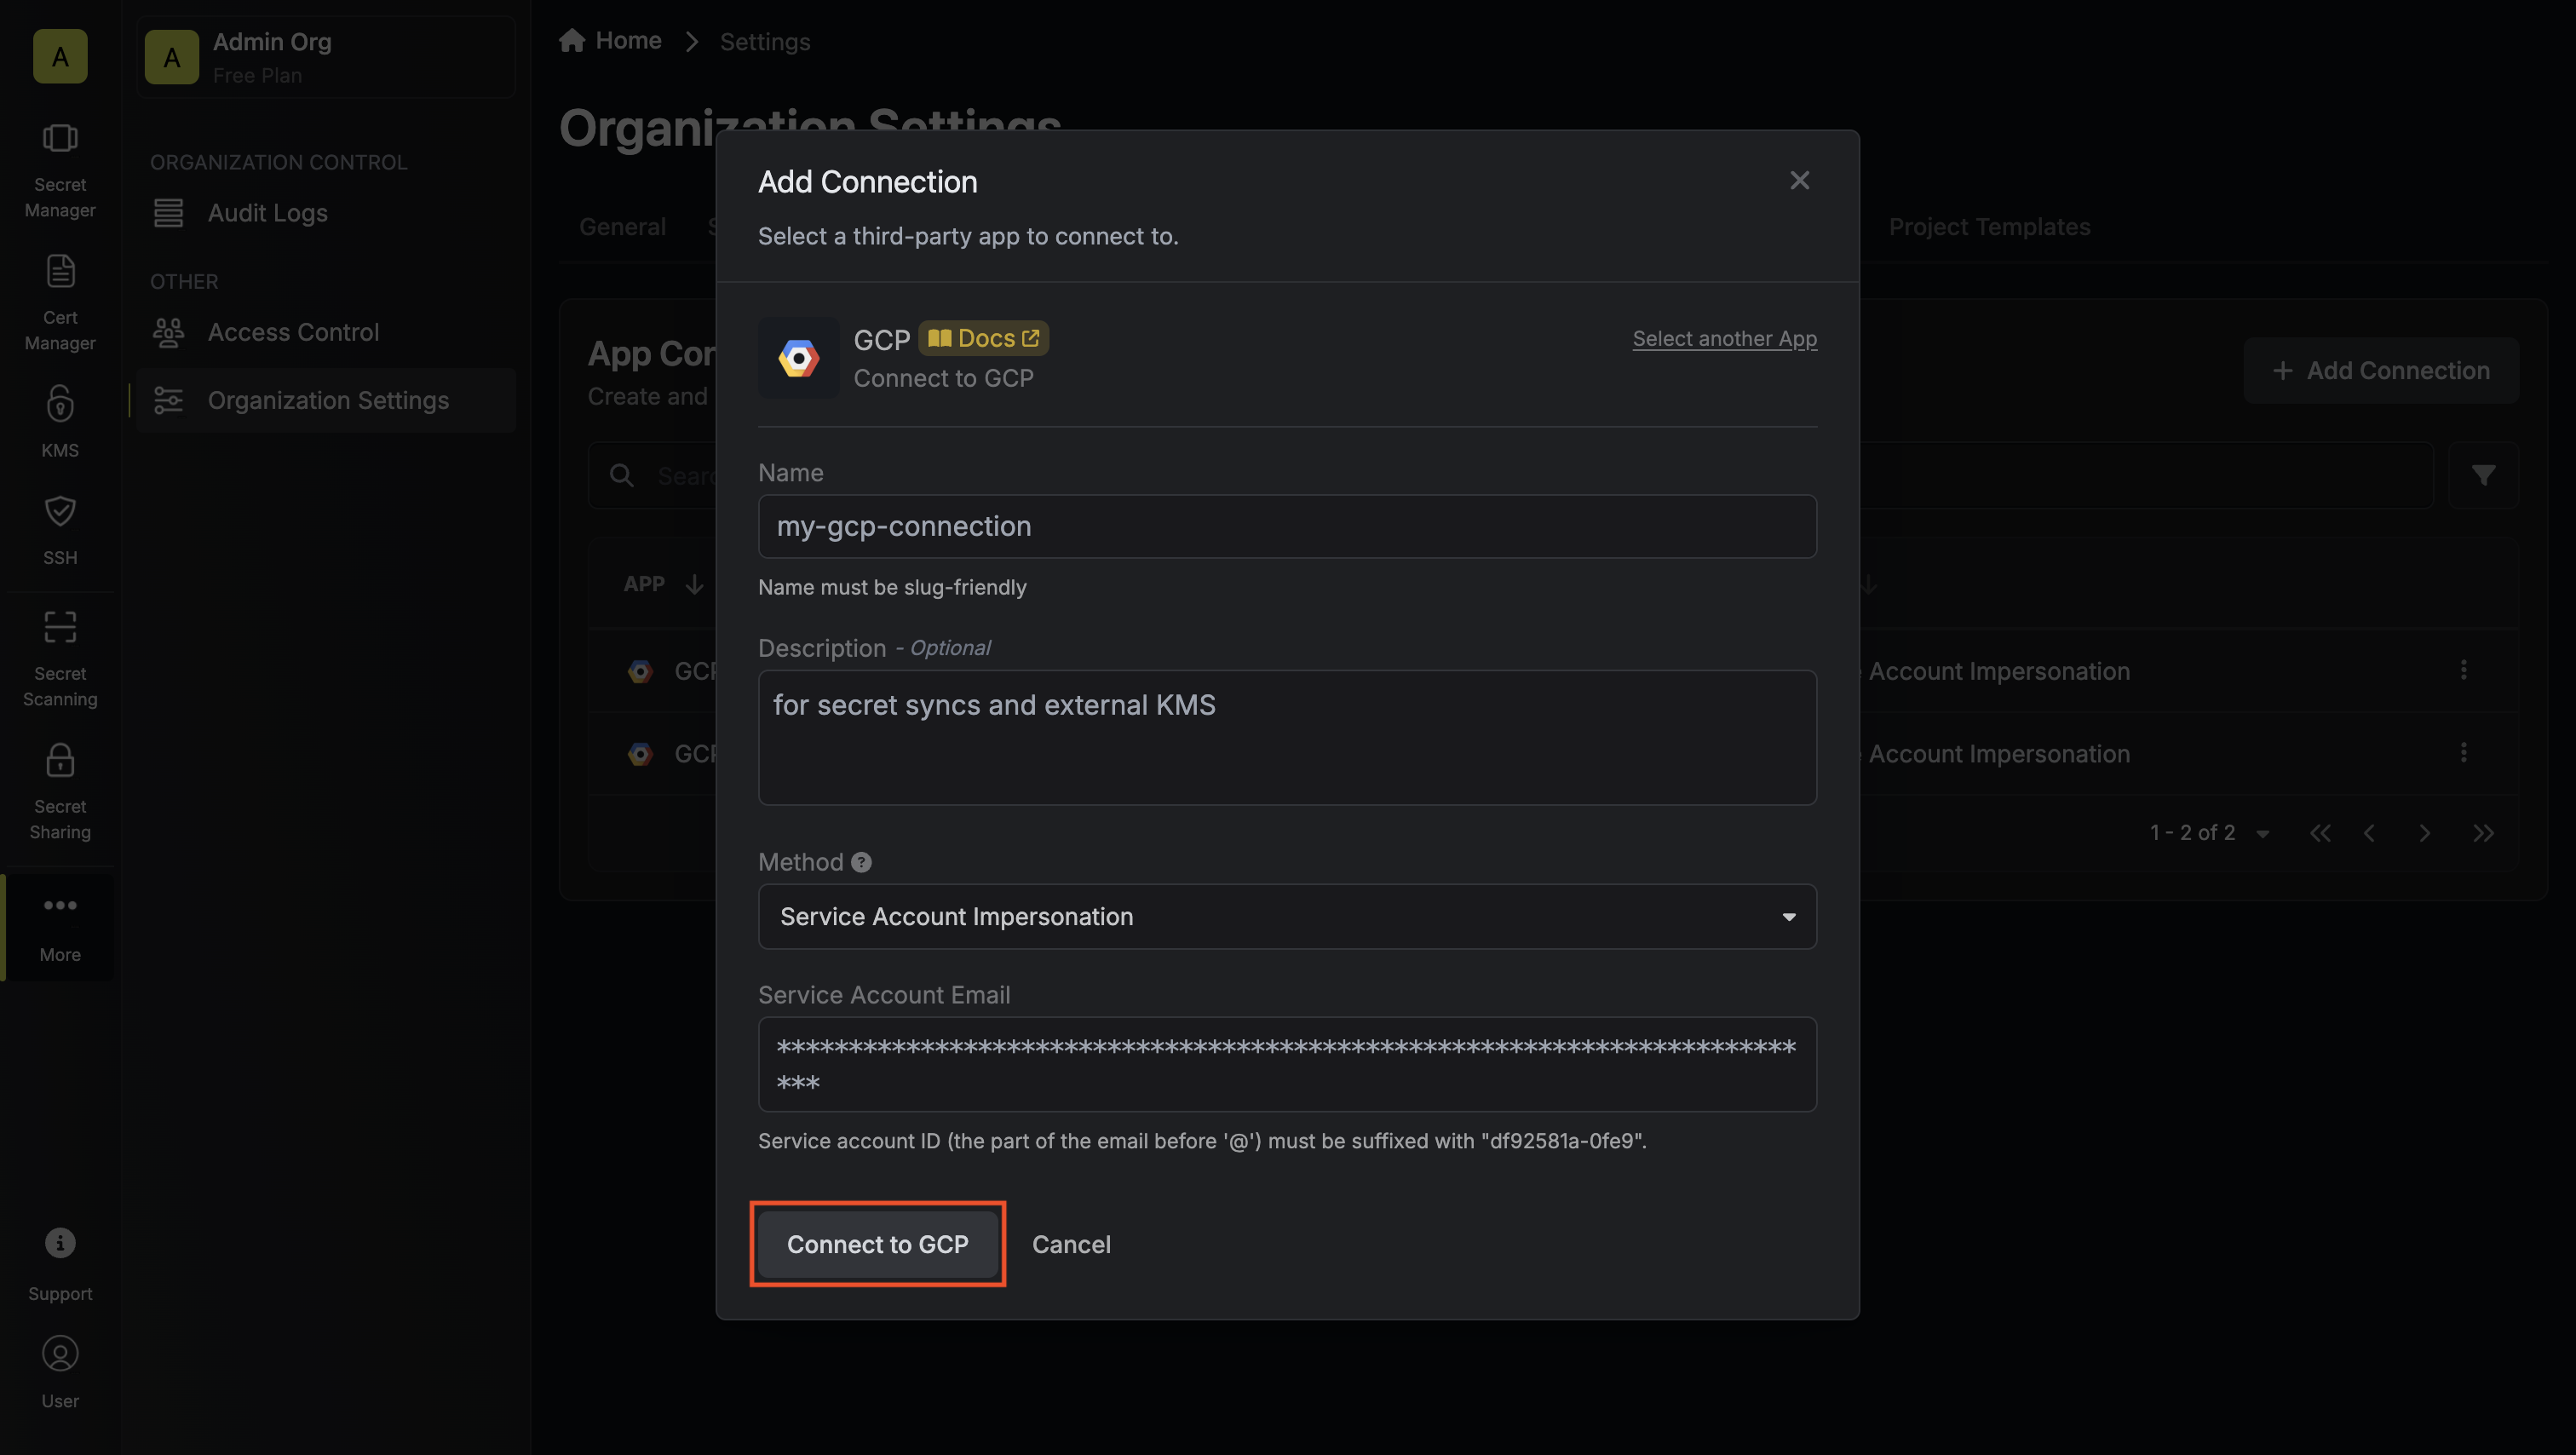 A
Secret
Manager
Cert
Manager
KMS
SSH
Secret
Scanning
Secret
Sharing
More
Support
User
A
Admin Org
Free Plan
ORGANIZATION CONTROL
Audit Logs
OTHER
Access Control
Organization Settings
Home
Settings
Organization Settings
General
Project Templates
App Con
Create and
Add Connection
Searc
APP
GCP
Account Impersonation
GCP
Account Impersonation
1 - 2 of 2
Add Connection
Select a third-party app to connect to.
GCP
Docs
Select another App
Connect to GCP
Name
my-gcp-connection
Name must be slug-friendly
Description - Optional
for secret syncs and external KMS
Method
Service Account Impersonation
Service Account Email
***********************************************************************
***
Service account ID (the part of the email before '@') must be suffixed with "df92581a-0fe9".
Connect to GCP
Cancel